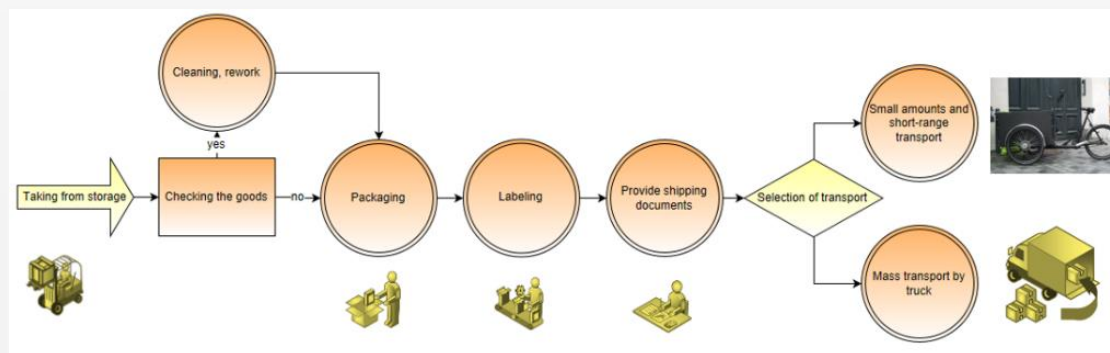 Cleaning, rework
yes
Taking from storage
Checking the goods
no
Packaging
Labeling
Provide shipping
documents
Selection of transport
Small amounts and
short-range
transport
Mass transport by
truck